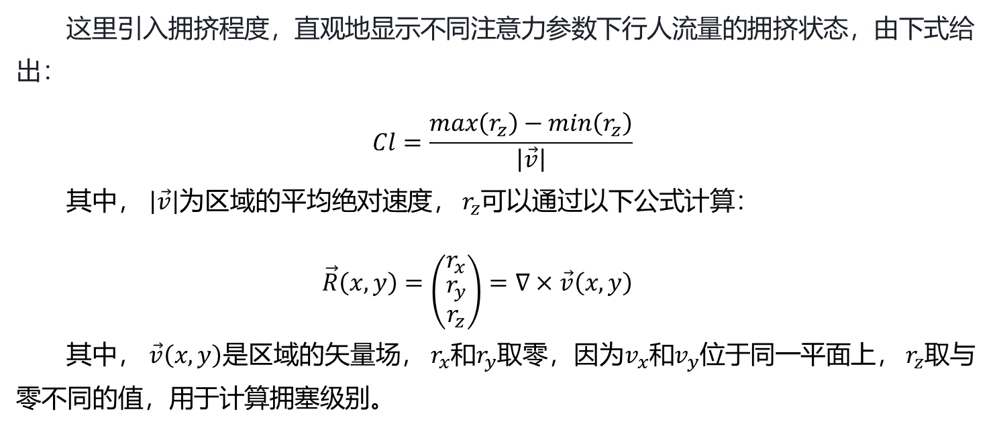 这里引入拥挤程度，直观地显示不同注意力参数下行人流量的拥挤状态，由下式给
出：
$Cl = \frac{max(r_z) - min(r_z)}{|\vec{v}|}$
其中， $|\vec{v}|$为区域的平均绝对速度， $r_z$可以通过以下公式计算：
$\vec{R}(x, y) = \begin{pmatrix} r_x \\ r_y \\ r_z \end{pmatrix} = \nabla \times \vec{v}(x, y)$
其中， $\vec{v}(x, y)$是区域的矢量场， $r_x$和$r_y$取零，因为$v_x$和$v_y$位于同一平面上， $r_z$取与
零不同的值，用于计算拥塞级别。